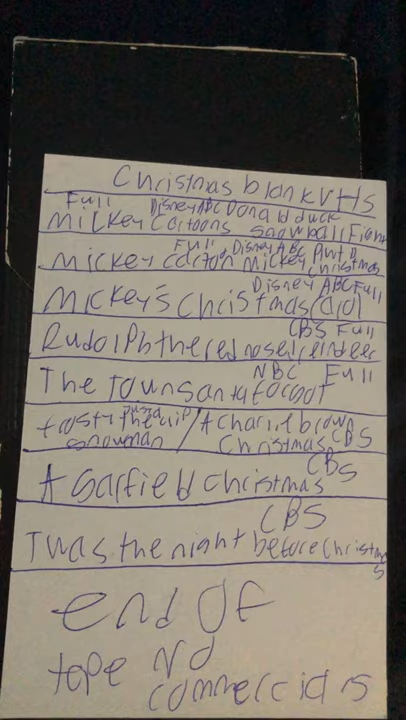 Christmas blank VHS
Full Disney ABC Donald duck
mickey cartoons snowball Fight
Full Disney ABC
mickey cartoon mickey christmas
Disney ABC Full
mickey's christmas carol
CBS Full
Rudolph the red nosed reindeer
NBC Full
The Town santa forgot
frosty the / A charlie brown
snowman christmas CBS
CBS
A Garfield christmas
CBS
Twas the night before christmas
end of
tape No
commercials